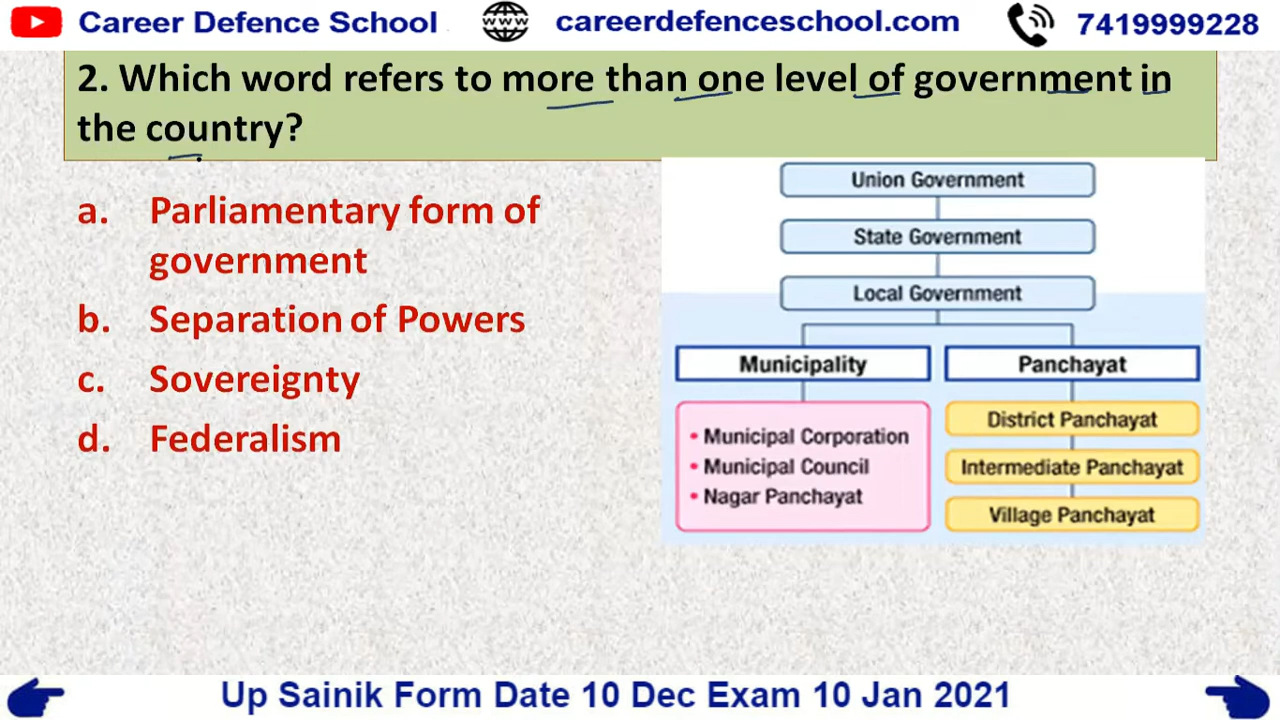 Career Defence School
careerdefenceschool.com
7419999228
2. Which word refers to more than one level of government in
the country?
a. Parliamentary form of
government
b. Separation of Powers
c. Sovereignty
d. Federalism
Union Government
State Government
Local Government
Municipality
• Municipal Corporation
• Municipal Council
• Nagar Panchayat
Panchayat
District Panchayat
Intermediate Panchayat
Village Panchayat
Up Sainik Form Date 10 Dec Exam 10 Jan 2021